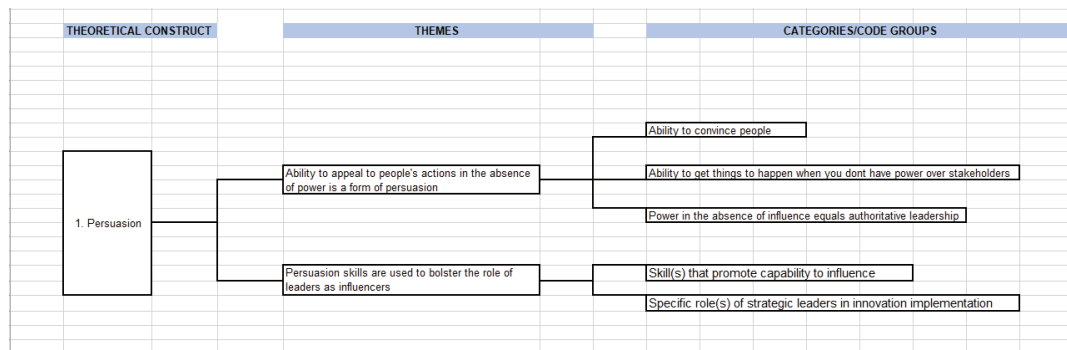 THEORETICAL CONSTRUCT
THEMES
CATEGORIES/CODE GROUPS
1. Persuasion
Ability to appeal to people's actions in the absence
of power is a form of persuasion
Ability to convince people
Ability to get things to happen when you dont have power over stakeholders
Power in the absence of influence equals authoritative leadership
Persuasion skills are used to bolster the role of
leaders as influencers
Skill(s) that promote capability to influence
Specific role(s) of strategic leaders in innovation implementation